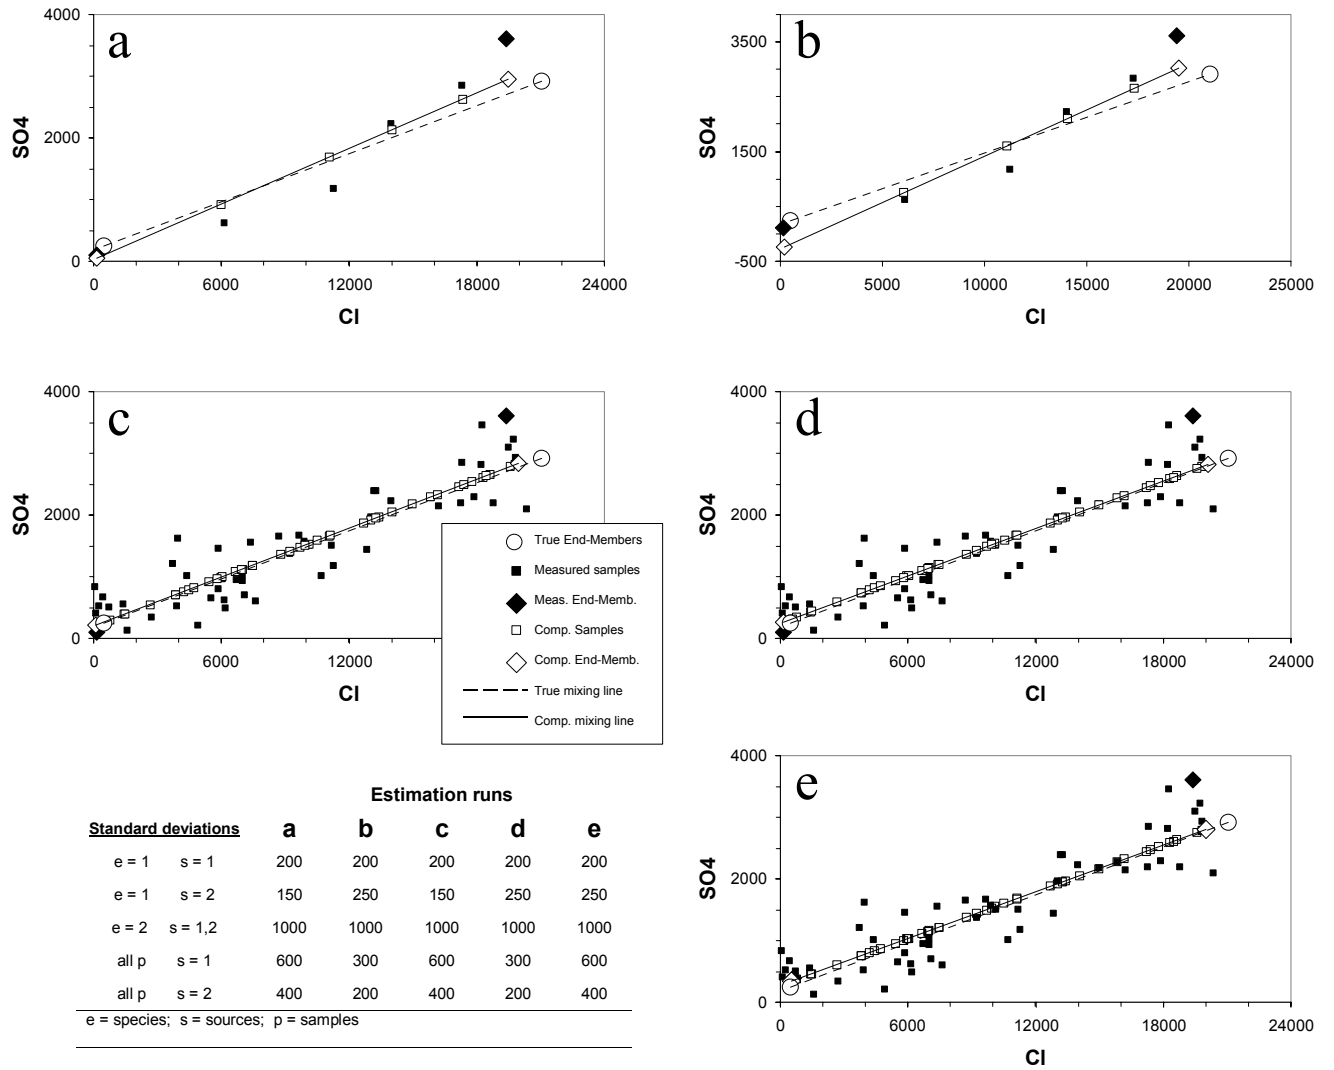 a
4000
2000
0
SO4
0 6000 12000 18000 24000
Cl
b
3500
1500
-500
SO4
0 5000 10000 15000 20000 25000
Cl
c
4000
2000
0
SO4
0 6000 12000
Cl
True End-Members
Measured samples
Meas. End-Memb.
Comp. Samples
Comp. End-Memb.
True mixing line
Comp. mixing line
d
4000
2000
0
SO4
0 6000 12000 18000 24000
Cl
Estimation runs
Standard deviations a b c d e
e = 1 s = 1 200 200 200 200 200
e = 1 s = 2 150 250 150 250 250
e = 2 s = 1,2 1000 1000 1000 1000 1000
all p s = 1 600 300 600 300 600
all p s = 2 400 200 400 200 400
e = species; s = sources; p = samples
e
4000
2000
0
SO4
0 6000 12000 18000 24000
Cl